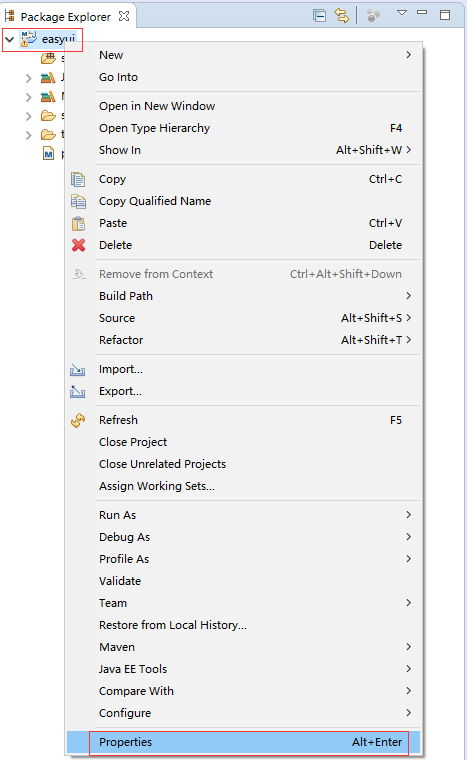 Package Explorer
easyui
New
Go Into
Open in New Window
Open Type Hierarchy F4
Show In Alt+Shift+W
Copy Ctrl+C
Copy Qualified Name
Paste Ctrl+V
Delete Delete
Remove from Context Ctrl+Alt+Shift+Down
Build Path
Source Alt+Shift+S
Refactor Alt+Shift+T
Import...
Export...
Refresh F5
Close Project
Close Unrelated Projects
Assign Working Sets...
Run As
Debug As
Profile As
Validate
Team
Restore from Local History...
Maven
Java EE Tools
Compare With
Configure
Properties Alt+Enter